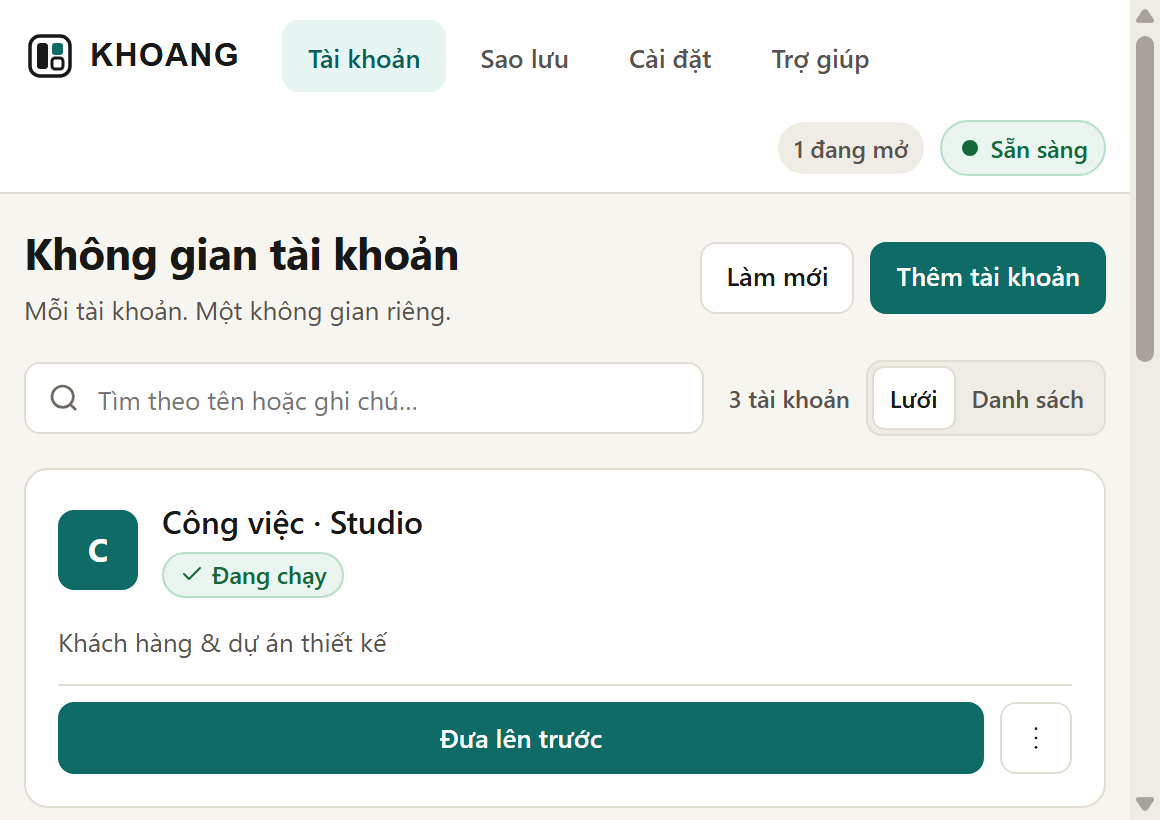 KHOANG
Tài khoản
Sao lưu
Cài đặt
Trợ giúp
1 đang mở
Sẵn sàng
Không gian tài khoản
Mỗi tài khoản. Một không gian riêng.
Làm mới
Thêm tài khoản
Tìm theo tên hoặc ghi chú...
3 tài khoản
Lưới
Danh sách
C
Công việc · Studio
Đang chạy
Khách hàng & dự án thiết kế
Đưa lên trước